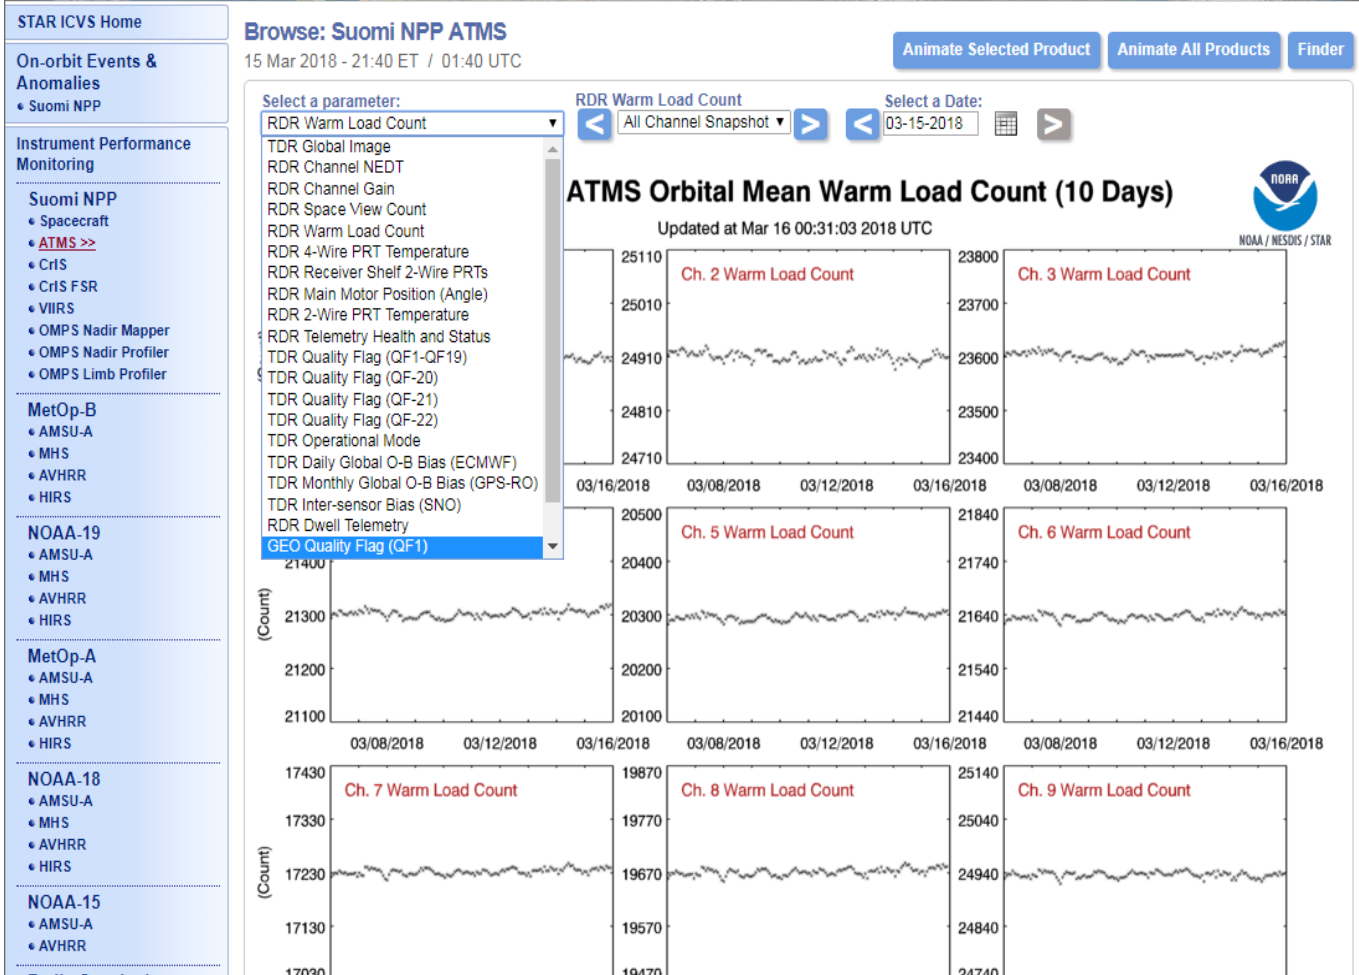 STAR ICVS Home
On-orbit Events &
Anomalies
Suomi NPP
Instrument Performance
Monitoring
Suomi NPP
Spacecraft
ATMS >>
CrIS
CrIS FSR
VIIRS
OMPS Nadir Mapper
OMPS Nadir Profiler
OMPS Limb Profiler
MetOp-B
AMSU-A
MHS
AVHRR
HIRS
NOAA-19
AMSU-A
MHS
AVHRR
HIRS
MetOp-A
AMSU-A
MHS
AVHRR
HIRS
NOAA-18
AMSU-A
MHS
AVHRR
HIRS
NOAA-15
AMSU-A
AVHRR
Browse: Suomi NPP ATMS
15 Mar 2018 - 21:40 ET / 01:40 UTC
Animate Selected Product
Animate All Products
Finder
Select a parameter:
RDR Warm Load Count
RDR Warm Load Count
All Channel Snapshot
Select a Date:
03-15-2018
TDR Global Image
RDR Channel NEDT
RDR Channel Gain
RDR Space View Count
RDR Warm Load Count
RDR 4-Wire PRT Temperature
RDR Receiver Shelf 2-Wire PRTs
RDR Main Motor Position (Angle)
RDR 2-Wire PRT Temperature
RDR Telemetry Health and Status
TDR Quality Flag (QF1-QF19)
TDR Quality Flag (QF-20)
TDR Quality Flag (QF-21)
TDR Quality Flag (QF-22)
TDR Operational Mode
TDR Daily Global O-B Bias (ECMWF)
TDR Monthly Global O-B Bias (GPS-RO)
TDR Inter-sensor Bias (SNO)
RDR Dwell Telemetry
GEO Quality Flag (QF1)
ATMS Orbital Mean Warm Load Count (10 Days)
Updated at Mar 16 00:31:03 2018 UTC
NOAA
NOAA / NESDIS / STAR
25110
25010
24910
24810
24710
Ch. 2 Warm Load Count
23800
23700
23600
23500
23400
Ch. 3 Warm Load Count
03/16/2018
03/08/2018 03/12/2018 03/16/2018
03/08/2018 03/12/2018 03/16/2018
21400
21300
21200
21100
(Count)
20500
20400
20300
20200
20100
Ch. 5 Warm Load Count
21840
21740
21640
21540
21440
Ch. 6 Warm Load Count
03/08/2018 03/12/2018 03/16/2018
03/08/2018 03/12/2018 03/16/2018
03/08/2018 03/12/2018 03/16/2018
17430
17330
17230
17130
17030
(Count)
Ch. 7 Warm Load Count
19870
19770
19670
19570
19470
Ch. 8 Warm Load Count
25140
25040
24940
24840
24740
Ch. 9 Warm Load Count